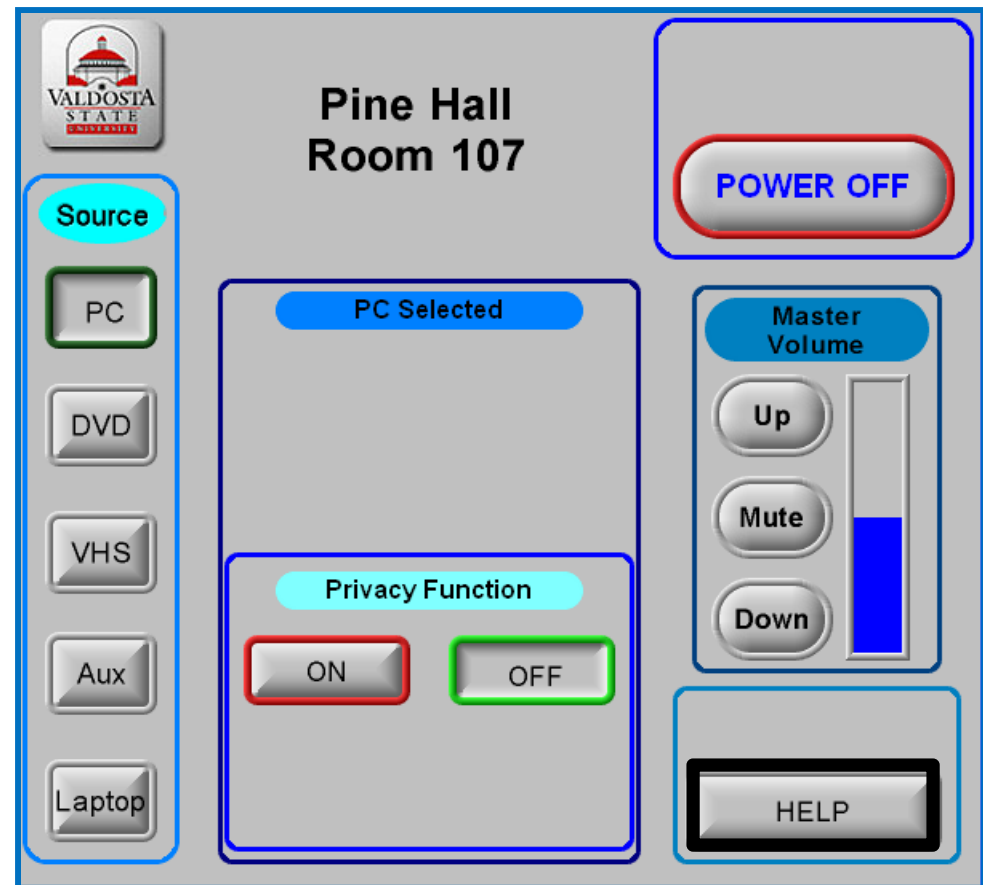 VALDOSTA
STATE
UNIVERSITY
Pine Hall
Room 107
POWER OFF
Source
PC
DVD
VHS
Aux
Laptop
PC Selected
Privacy Function
ON
OFF
Master
Volume
Up
Mute
Down
HELP